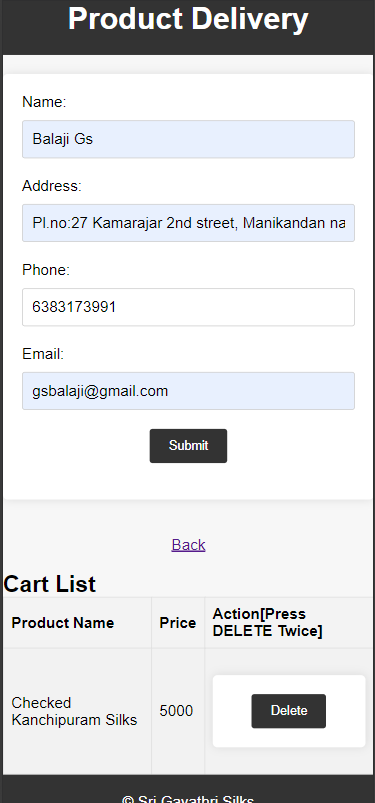 Product Delivery
Name:
Balaji Gs
Address:
Pl.no:27 Kamarajar 2nd street, Manikandan na
Phone:
6383173991
Email:
gsbalaji@gmail.com
Submit
Back
Cart List
Product Name Price Action[Press
DELETE Twice]
Checked
Kanchipuram Silks 5000 Delete
© Sri Gayathri Silks